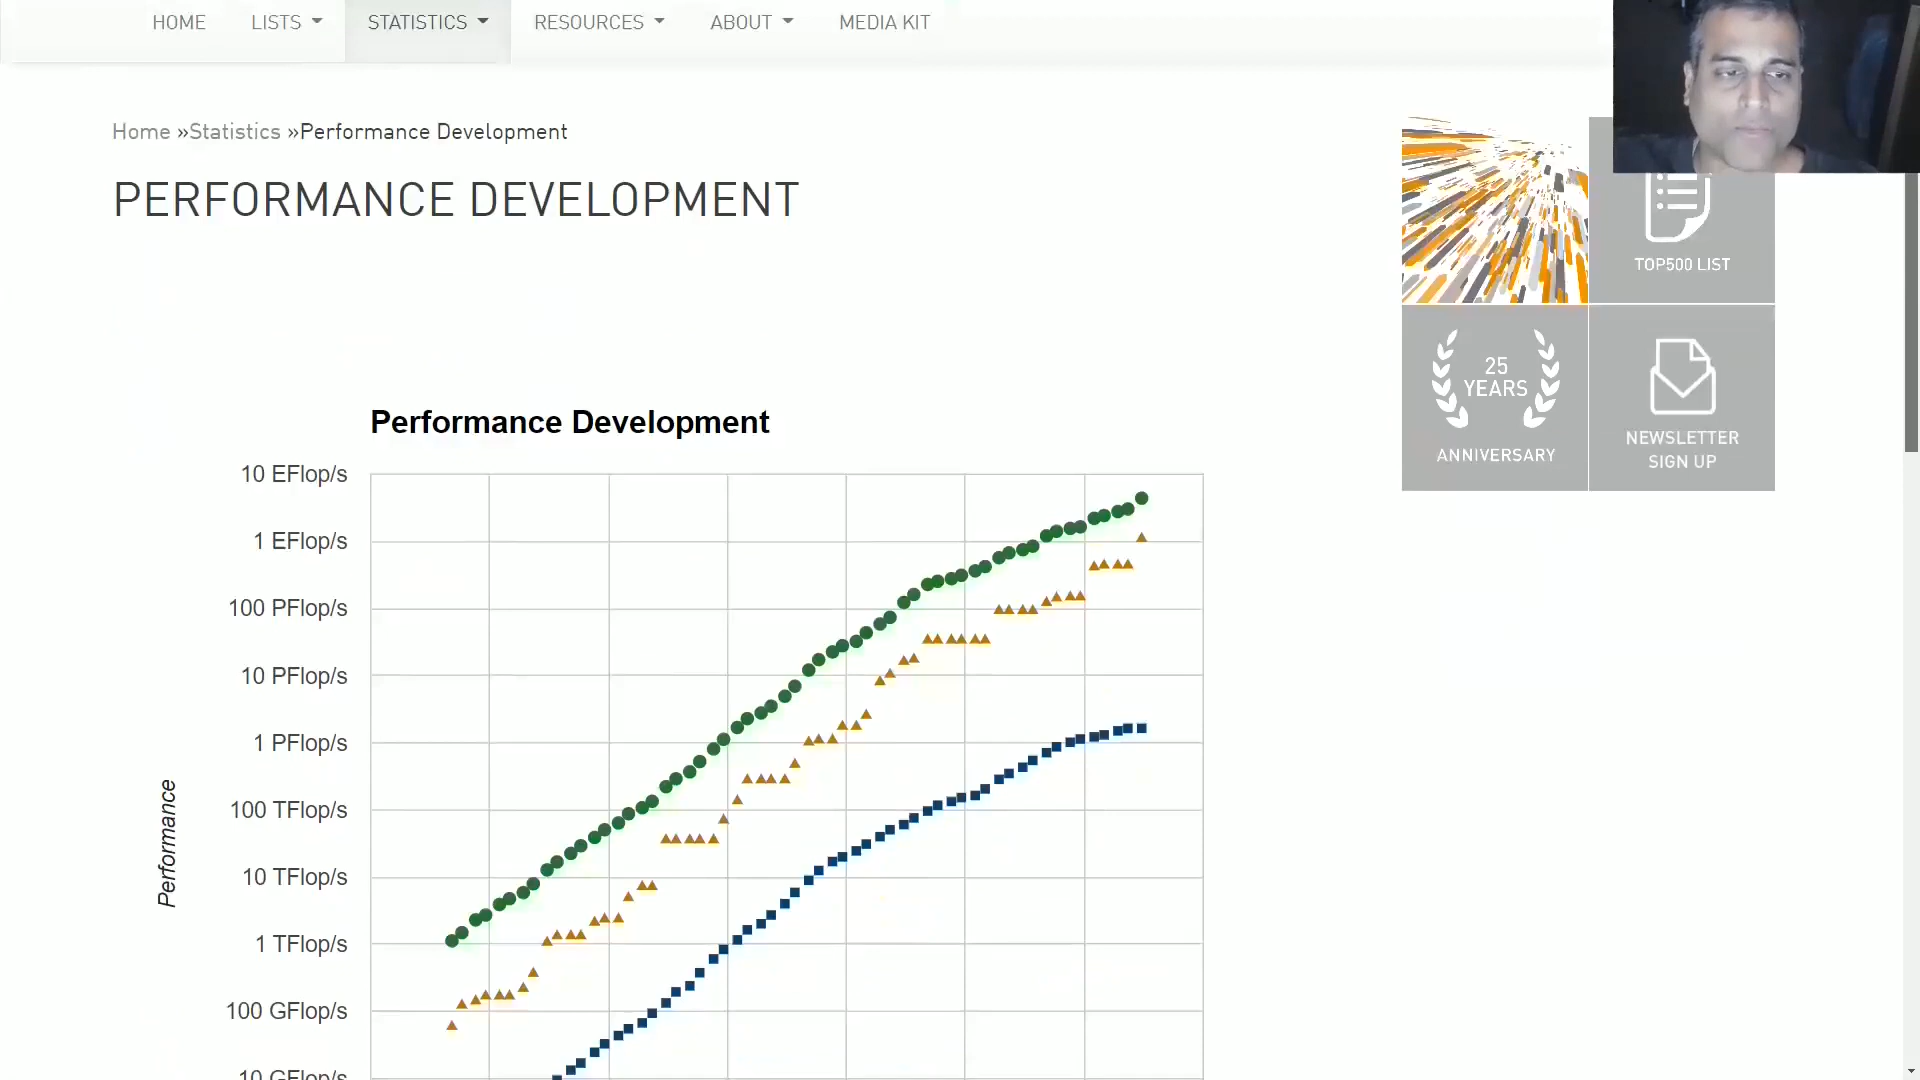 HOME LISTS STATISTICS RESOURCES ABOUT MEDIA KIT
Home »Statistics »Performance Development
PERFORMANCE DEVELOPMENT
TOP500 LIST
25
YEARS
ANNIVERSARY
NEWSLETTER
SIGN UP
Performance Development
10 EFlop/s
1 EFlop/s
100 PFlop/s
10 PFlop/s
1 PFlop/s
100 TFlop/s
10 TFlop/s
1 TFlop/s
100 GFlop/s
10 GFlop/s
Performance